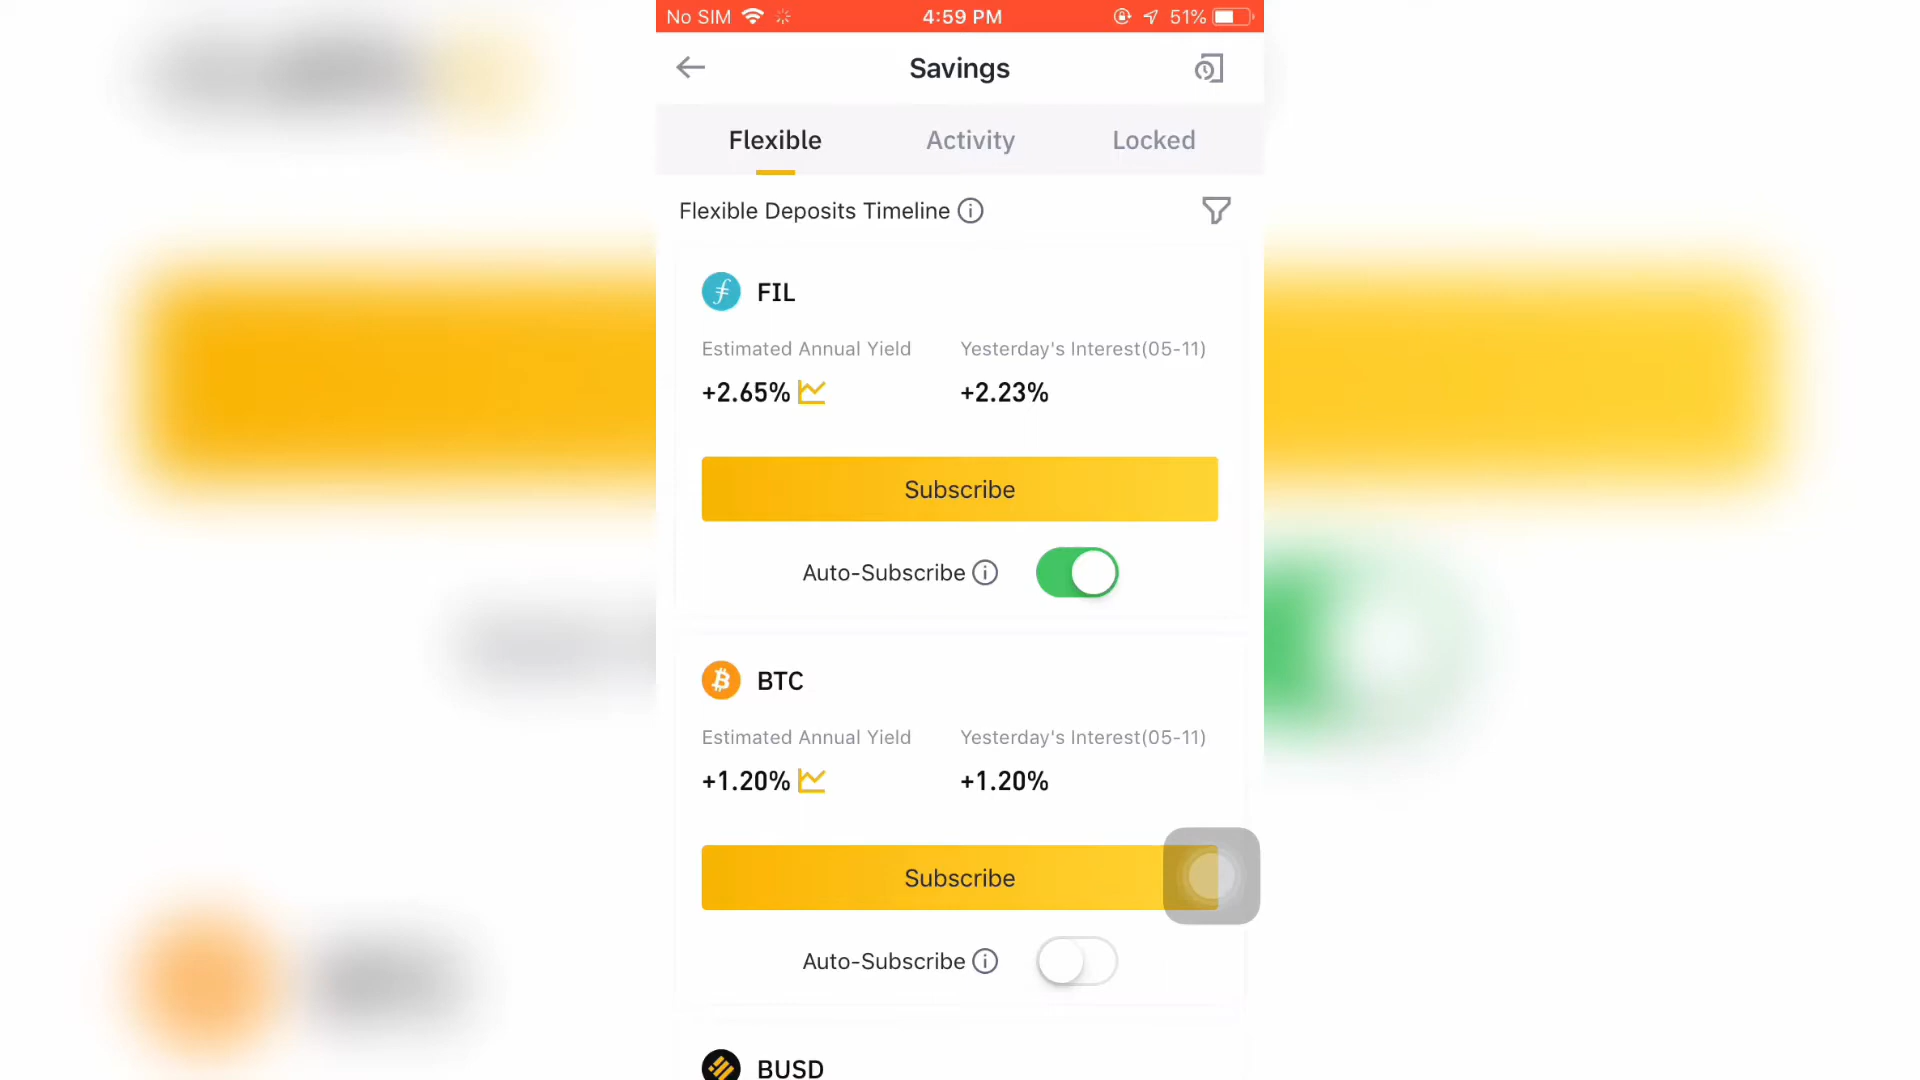 No SIM 4:59 PM 51%
Savings
Flexible Activity Locked
Flexible Deposits Timeline
FIL
Estimated Annual Yield Yesterday's Interest(05-11)
+2.65% +2.23%
Subscribe
Auto-Subscribe
BTC
Estimated Annual Yield Yesterday's Interest(05-11)
+1.20% +1.20%
Subscribe
Auto-Subscribe
BUSD